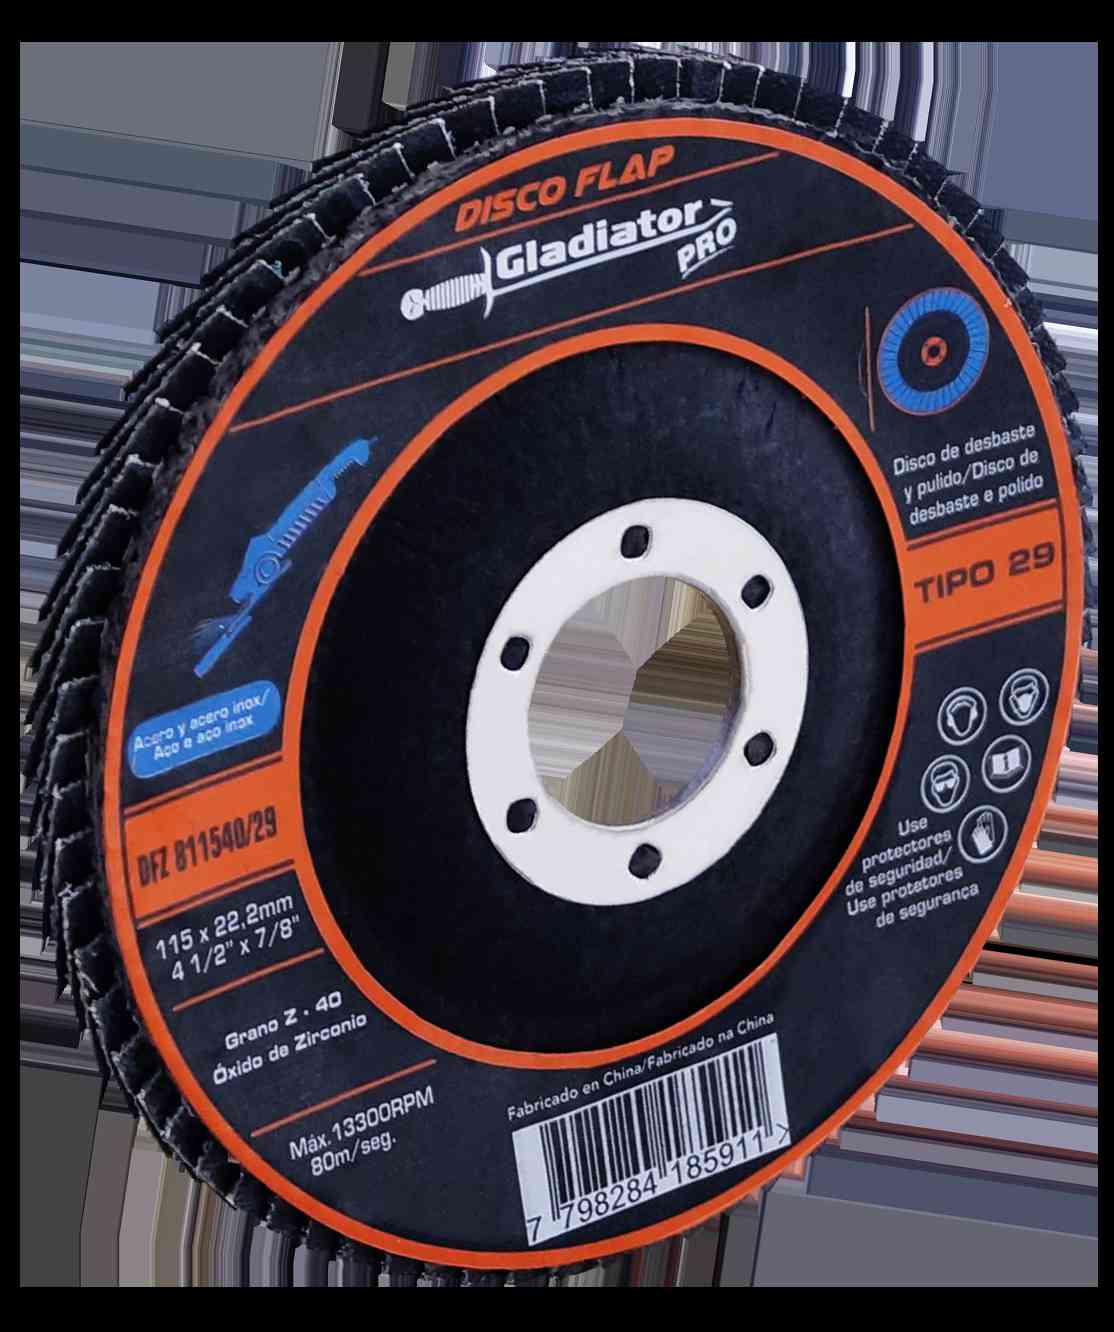 DISCO FLAP
Gladiator
PRO
Disco de desbaste
y pulido/Disco de
desbaste e polido
TIPO 29
Acero y acero inox/
Aço e aço inox
DFZ 811540/29
115 x 22,2mm
4 1/2" x 7/8"
Grano Z · 40
Óxido de Zirconio
Máx.13300RPM
80m/seg.
Use
protectores
de seguridad/
Use protetores
de segurança
Fabricado en China/Fabricado na China
7 798284 185911 >